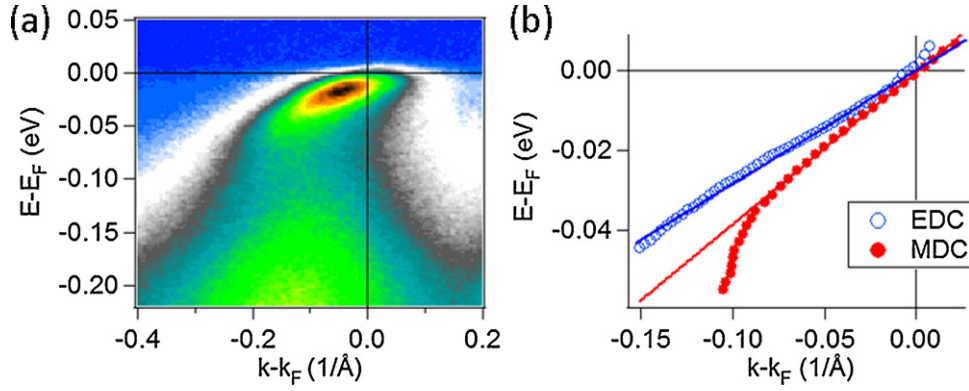 (a)
0.05
0.00
-0.05
-0.10
-0.15
-0.20
E-E_F (eV)
-0.4
-0.2
0.0
0.2
k-k_F (1/Å)
(b)
0.00
-0.02
-0.04
E-E_F (eV)
EDC
MDC
-0.15
-0.10
-0.05
0.00
k-k_F (1/Å)